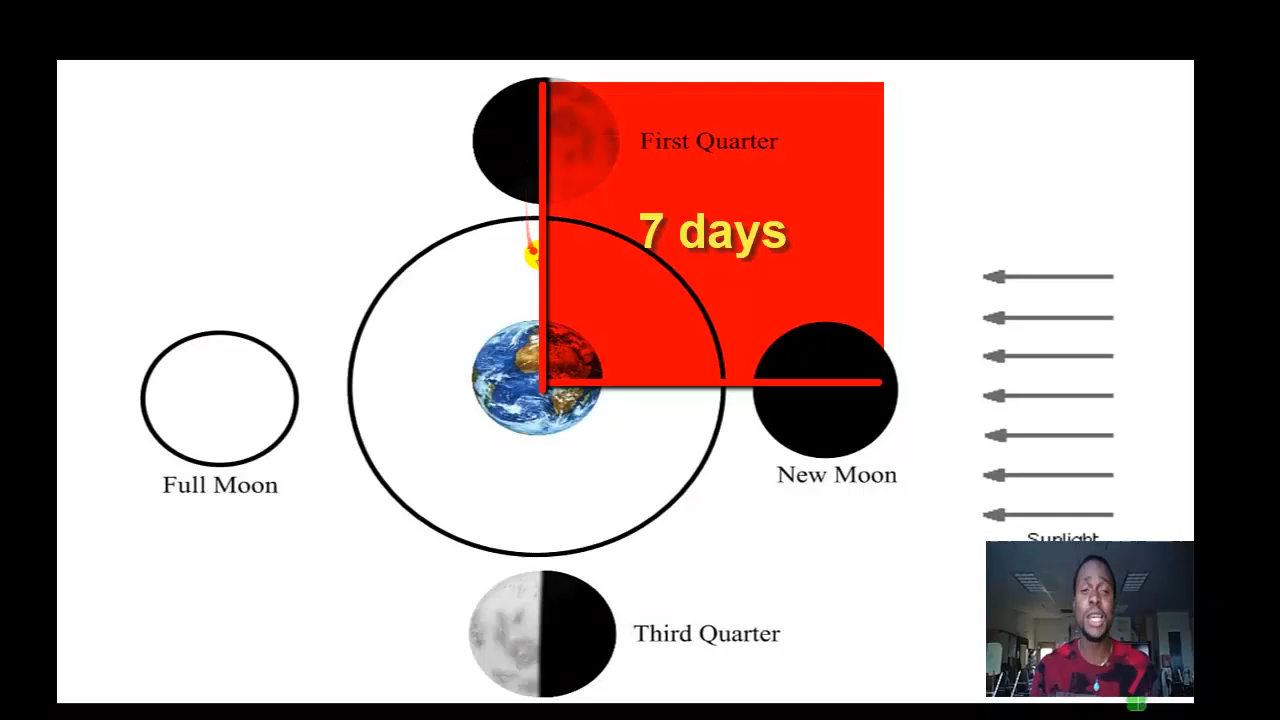 First Quarter
7 days
Full Moon
New Moon
Sunlight
Third Quarter